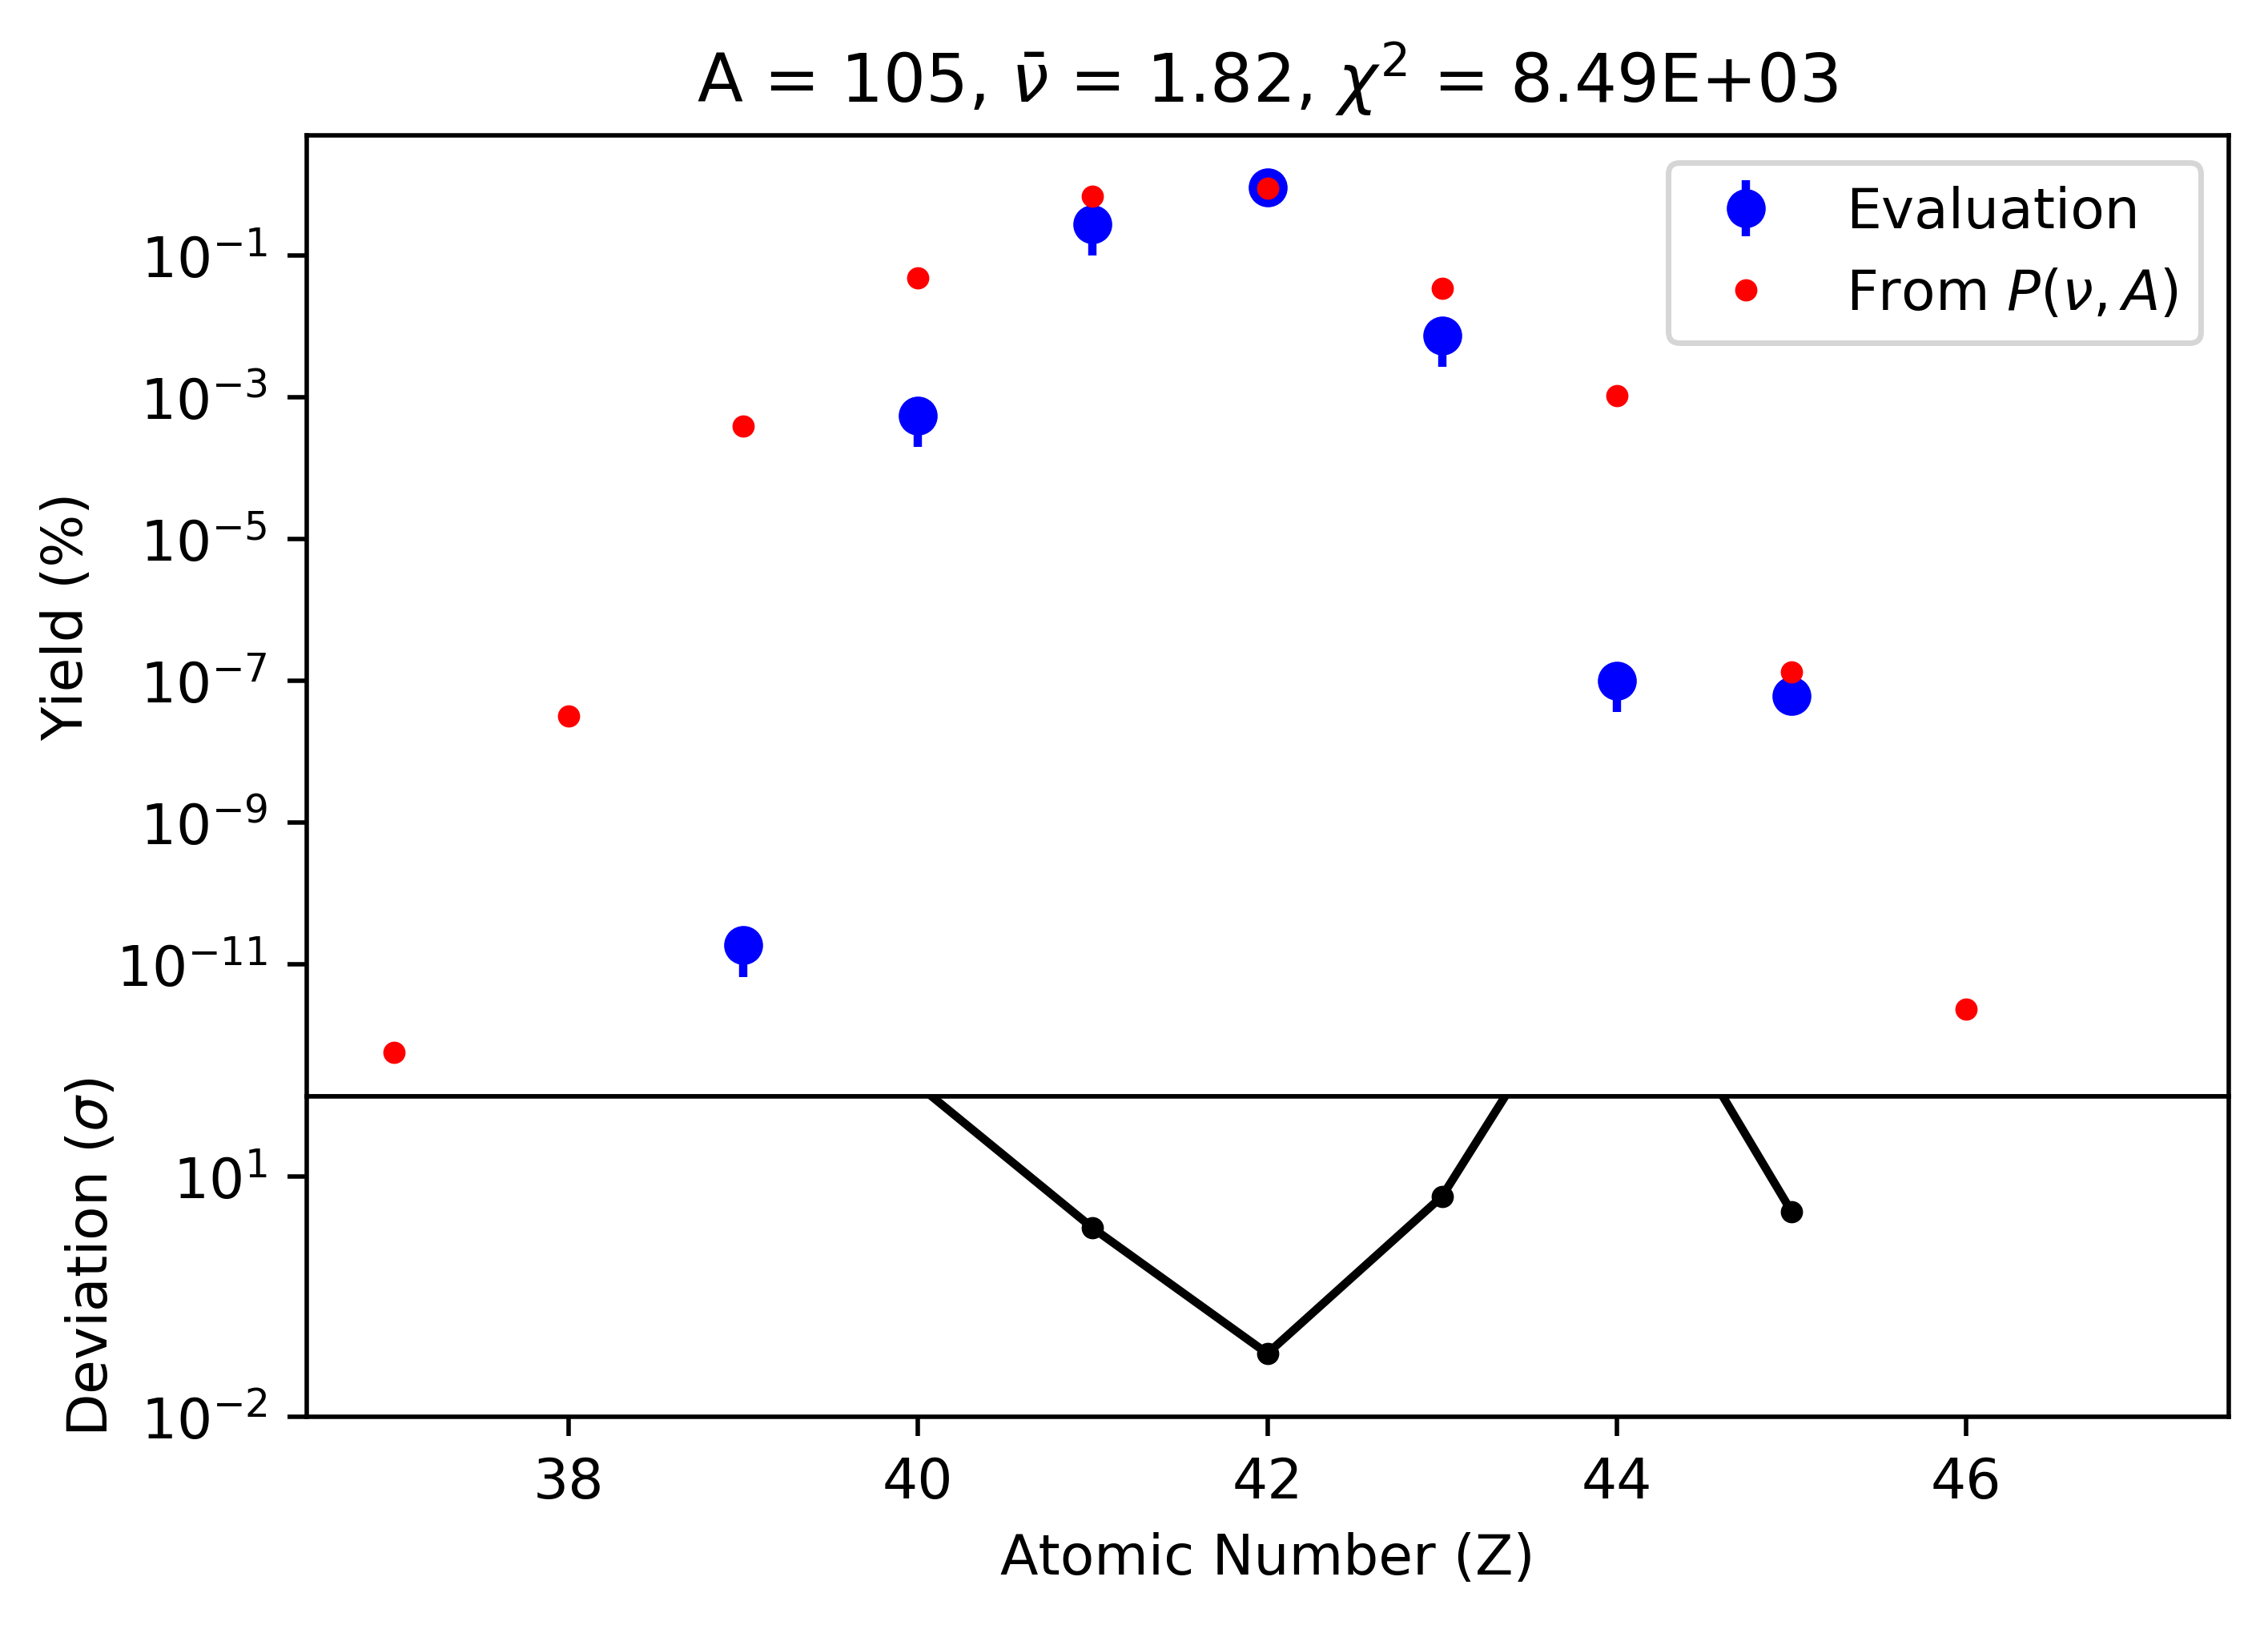 A = 105, ν̄ = 1.82, χ² = 8.49E+03
Evaluation
From P(ν, A)
Yield (%)
10⁻¹
10⁻³
10⁻⁵
10⁻⁷
10⁻⁹
10⁻¹¹
Deviation (σ)
10¹
10⁻²
38 40 42 44 46
Atomic Number (Z)